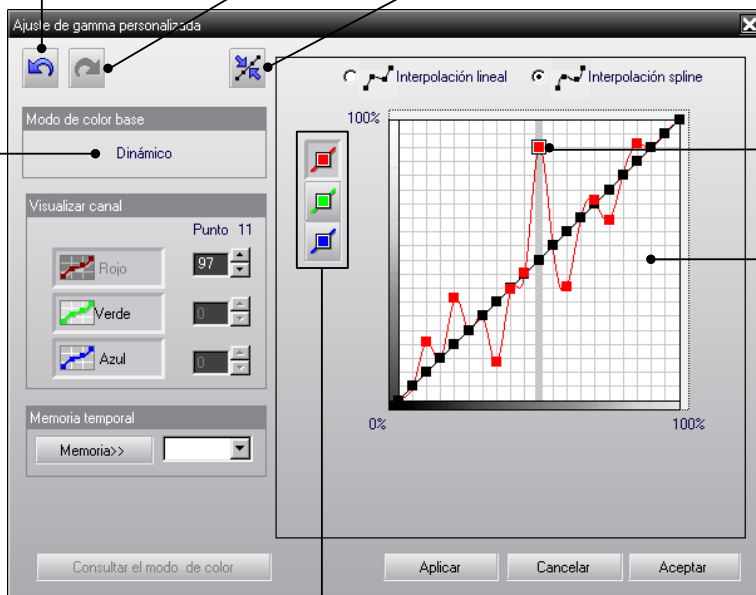 Ajuste de gamma personalizada
Interpolación lineal
Interpolación spline
Modo de color base
Dinámico
100%
Visualizar canal
Punto 11
Rojo
97
Verde
0
Azul
0
Memoria temporal
Memoria>>
0%
100%
Consultar el modo de color
Aplicar
Cancelar
Aceptar